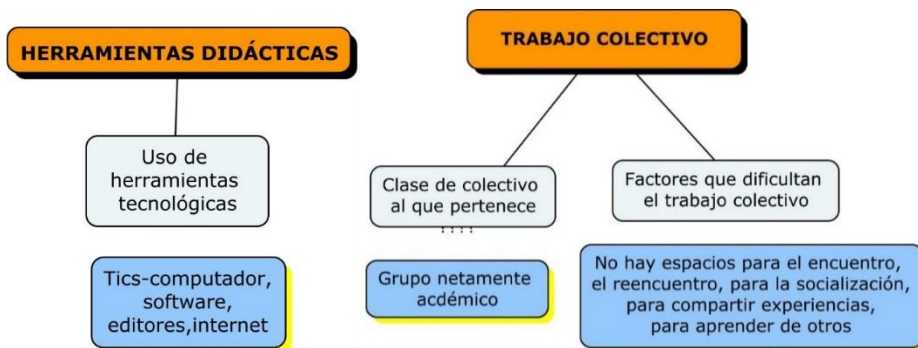 HERRAMIENTAS DIDÁCTICAS
Uso de
herramientas
tecnológicas
Tics-computador,
software,
editores,internet
TRABAJO COLECTIVO
Clase de colectivo
al que pertenece
Grupo netamente
acdémico
Factores que dificultan
el trabajo colectivo
No hay espacios para el encuentro,
el reencuentro, para la socialización,
para compartir experiencias,
para aprender de otros